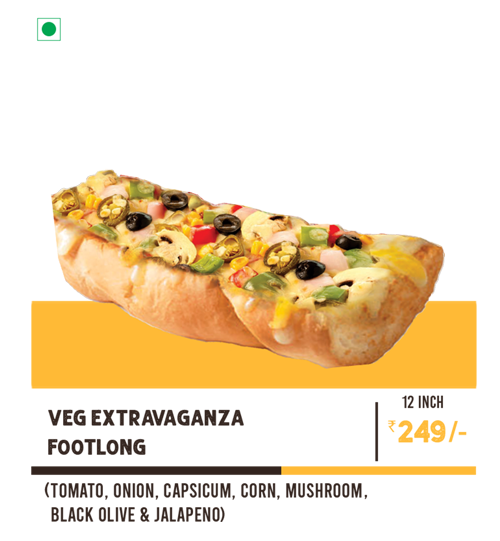 VEG EXTRAVAGANZA
FOOTLONG
12 INCH
₹249/-
(TOMATO, ONION, CAPSICUM, CORN, MUSHROOM,
BLACK OLIVE & JALAPENO)